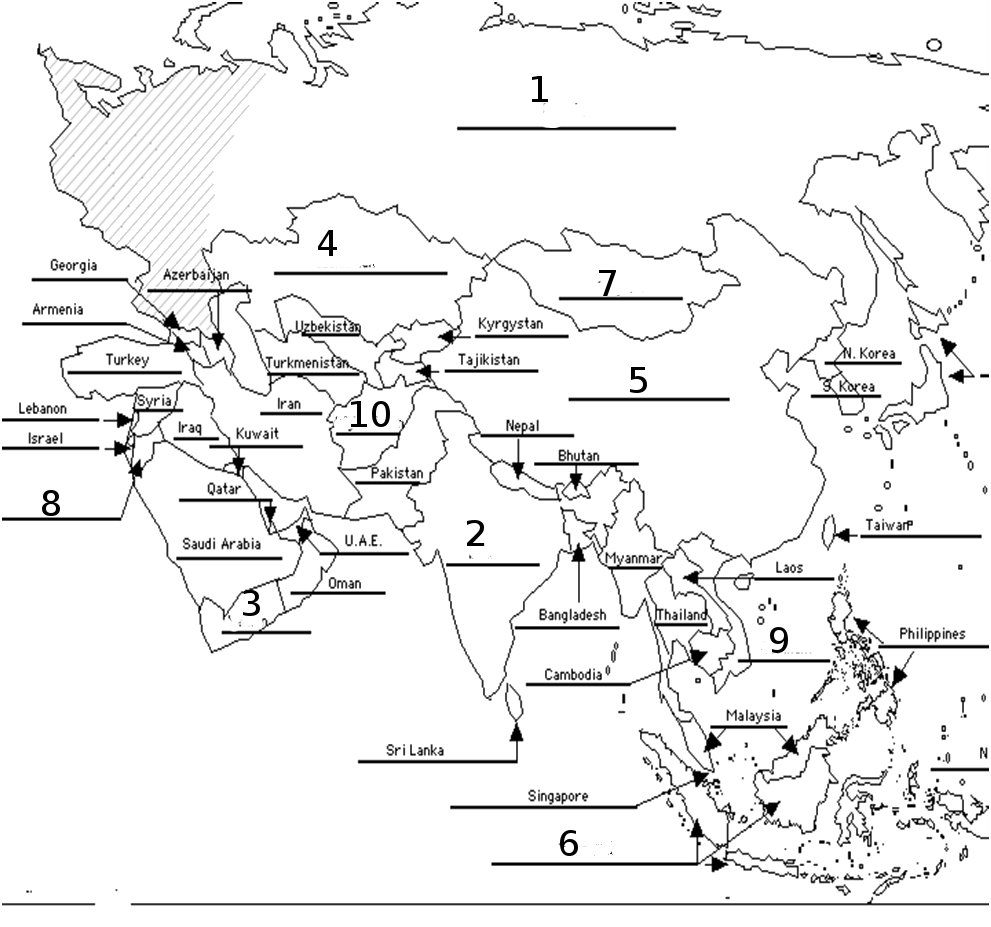 1
4
Georgia
Azerbaijan
7
Armenia
Uzbekistan
Kyrgystan
Turkey
Turkmenistan
Tajikistan
N. Korea
5
S. Korea
Syria
Iran
10
Lebanon
Iraq
Kuwait
Nepal
Israel
Bhutan
Pakistan
8
Qatar
Taiwan
2
Saudi Arabia
U.A.E.
Myanmar
Laos
Oman
3
Bangladesh
Thailand
9
Philippines
Cambodia
Malaysia
Sri Lanka
N
Singapore
6